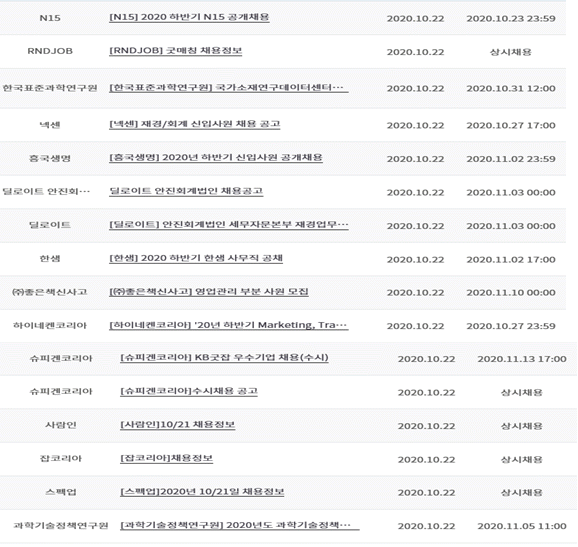 N15 [N15] 2020 하반기 N15 공개채용 2020.10.22 2020.10.23 23:59
RNDJOB [RNDJOB] 굿매칭 채용정보 2020.10.22 상시채용
한국표준과학연구원 [한국표준과학연구원] 국가소재연구데이터센터··· 2020.10.22 2020.10.31 12:00
넥센 [넥센] 재경/회계 신입사원 채용 공고 2020.10.22 2020.10.27 17:00
흥국생명 [흥국생명] 2020년 하반기 신입사원 공개채용 2020.10.22 2020.11.02 23:59
딜로이트 안진회··· 딜로이트 안진회계법인 채용공고 2020.10.22 2020.11.03 00:00
딜로이트 [딜로이트] 안진회계법인 세무자문본부 재경업무··· 2020.10.22 2020.11.03 00:00
한샘 [한샘] 2020 하반기 한샘 사무직 공채 2020.10.22 2020.11.02 17:00
㈜좋은책신사고 [㈜좋은책신사고] 영업관리 부분 사원 모집 2020.10.22 2020.11.10 00:00
하이네켄코리아 [하이네켄코리아] '20년 하반기 Marketing, Tra··· 2020.10.22 2020.10.27 23:59
슈피겐코리아 [슈피겐코리아] KB굿잡 우수기업 채용(수시) 2020.10.22 2020.11.13 17:00
슈피겐코리아 [슈피겐코리아]수시채용 공고 2020.10.22 상시채용
사람인 [사람인]10/21 채용정보 2020.10.22 상시채용
잡코리아 [잡코리아]채용정보 2020.10.22 상시채용
스펙업 [스펙업]2020년 10/21일 채용정보 2020.10.22 상시채용
과학기술정책연구원 [과학기술정책연구원] 2020년도 과학기술정책··· 2020.10.22 2020.11.05 11:00